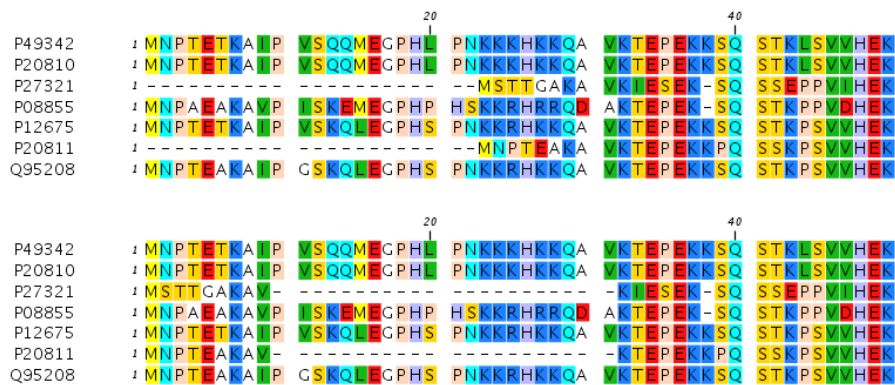 20 40
P49342 1 MNPTETKAIP VSQQMEGPHL PNKKKHKKQA VKTEPEKKSQ STKLSVVHEK
P20810 1 MNPTETKAIP VSQQMEGPHL PNKKKHKKQA VKTEPEKKSQ STKLSVVHEK
P27321 1 ---------- ---------- --MSTTGAKA VKIESEK-SQ SSEPPVIHEK
P08855 1 MNPAEAKAVP ISKEMEGPHP HSKKRHRRQD AKTEPEK-SQ STKPPVDHEK
P12675 1 MNPTETKAIP VSKQLEGPHS PNKKRHKKQA VKTEPEKKSQ STKPSVVHEK
P20811 1 ---------- ---------- --MNPTEAKA VKTEPEKKPQ SSKPSVVHEK
Q95208 1 MNPTEAKAIP GSKQLEGPHS PNKKRHKKQA VKTEPEKKSQ STKPSVVHEK
20 40
P49342 1 MNPTETKAIP VSQQMEGPHL PNKKKHKKQA VKTEPEKKSQ STKLSVVHEK
P20810 1 MNPTETKAIP VSQQMEGPHL PNKKKHKKQA VKTEPEKKSQ STKLSVVHEK
P27321 1 MSTTGAKAV- ---------- ---------- -KIESEK-SQ SSEPPVIHEK
P08855 1 MNPAEAKAVP ISKEMEGPHP HSKKRHRRQD AKTEPEK-SQ STKPPVDHEK
P12675 1 MNPTETKAIP VSKQLEGPHS PNKKRHKKQA VKTEPEKKSQ STKPSVVHEK
P20811 1 MNPTEAKAV- ---------- ---------- -KTEPEKKPQ SSKPSVVHEK
Q95208 1 MNPTEAKAIP GSKQLEGPHS PNKKRHKKQA VKTEPEKKSQ STKPSVVHEK